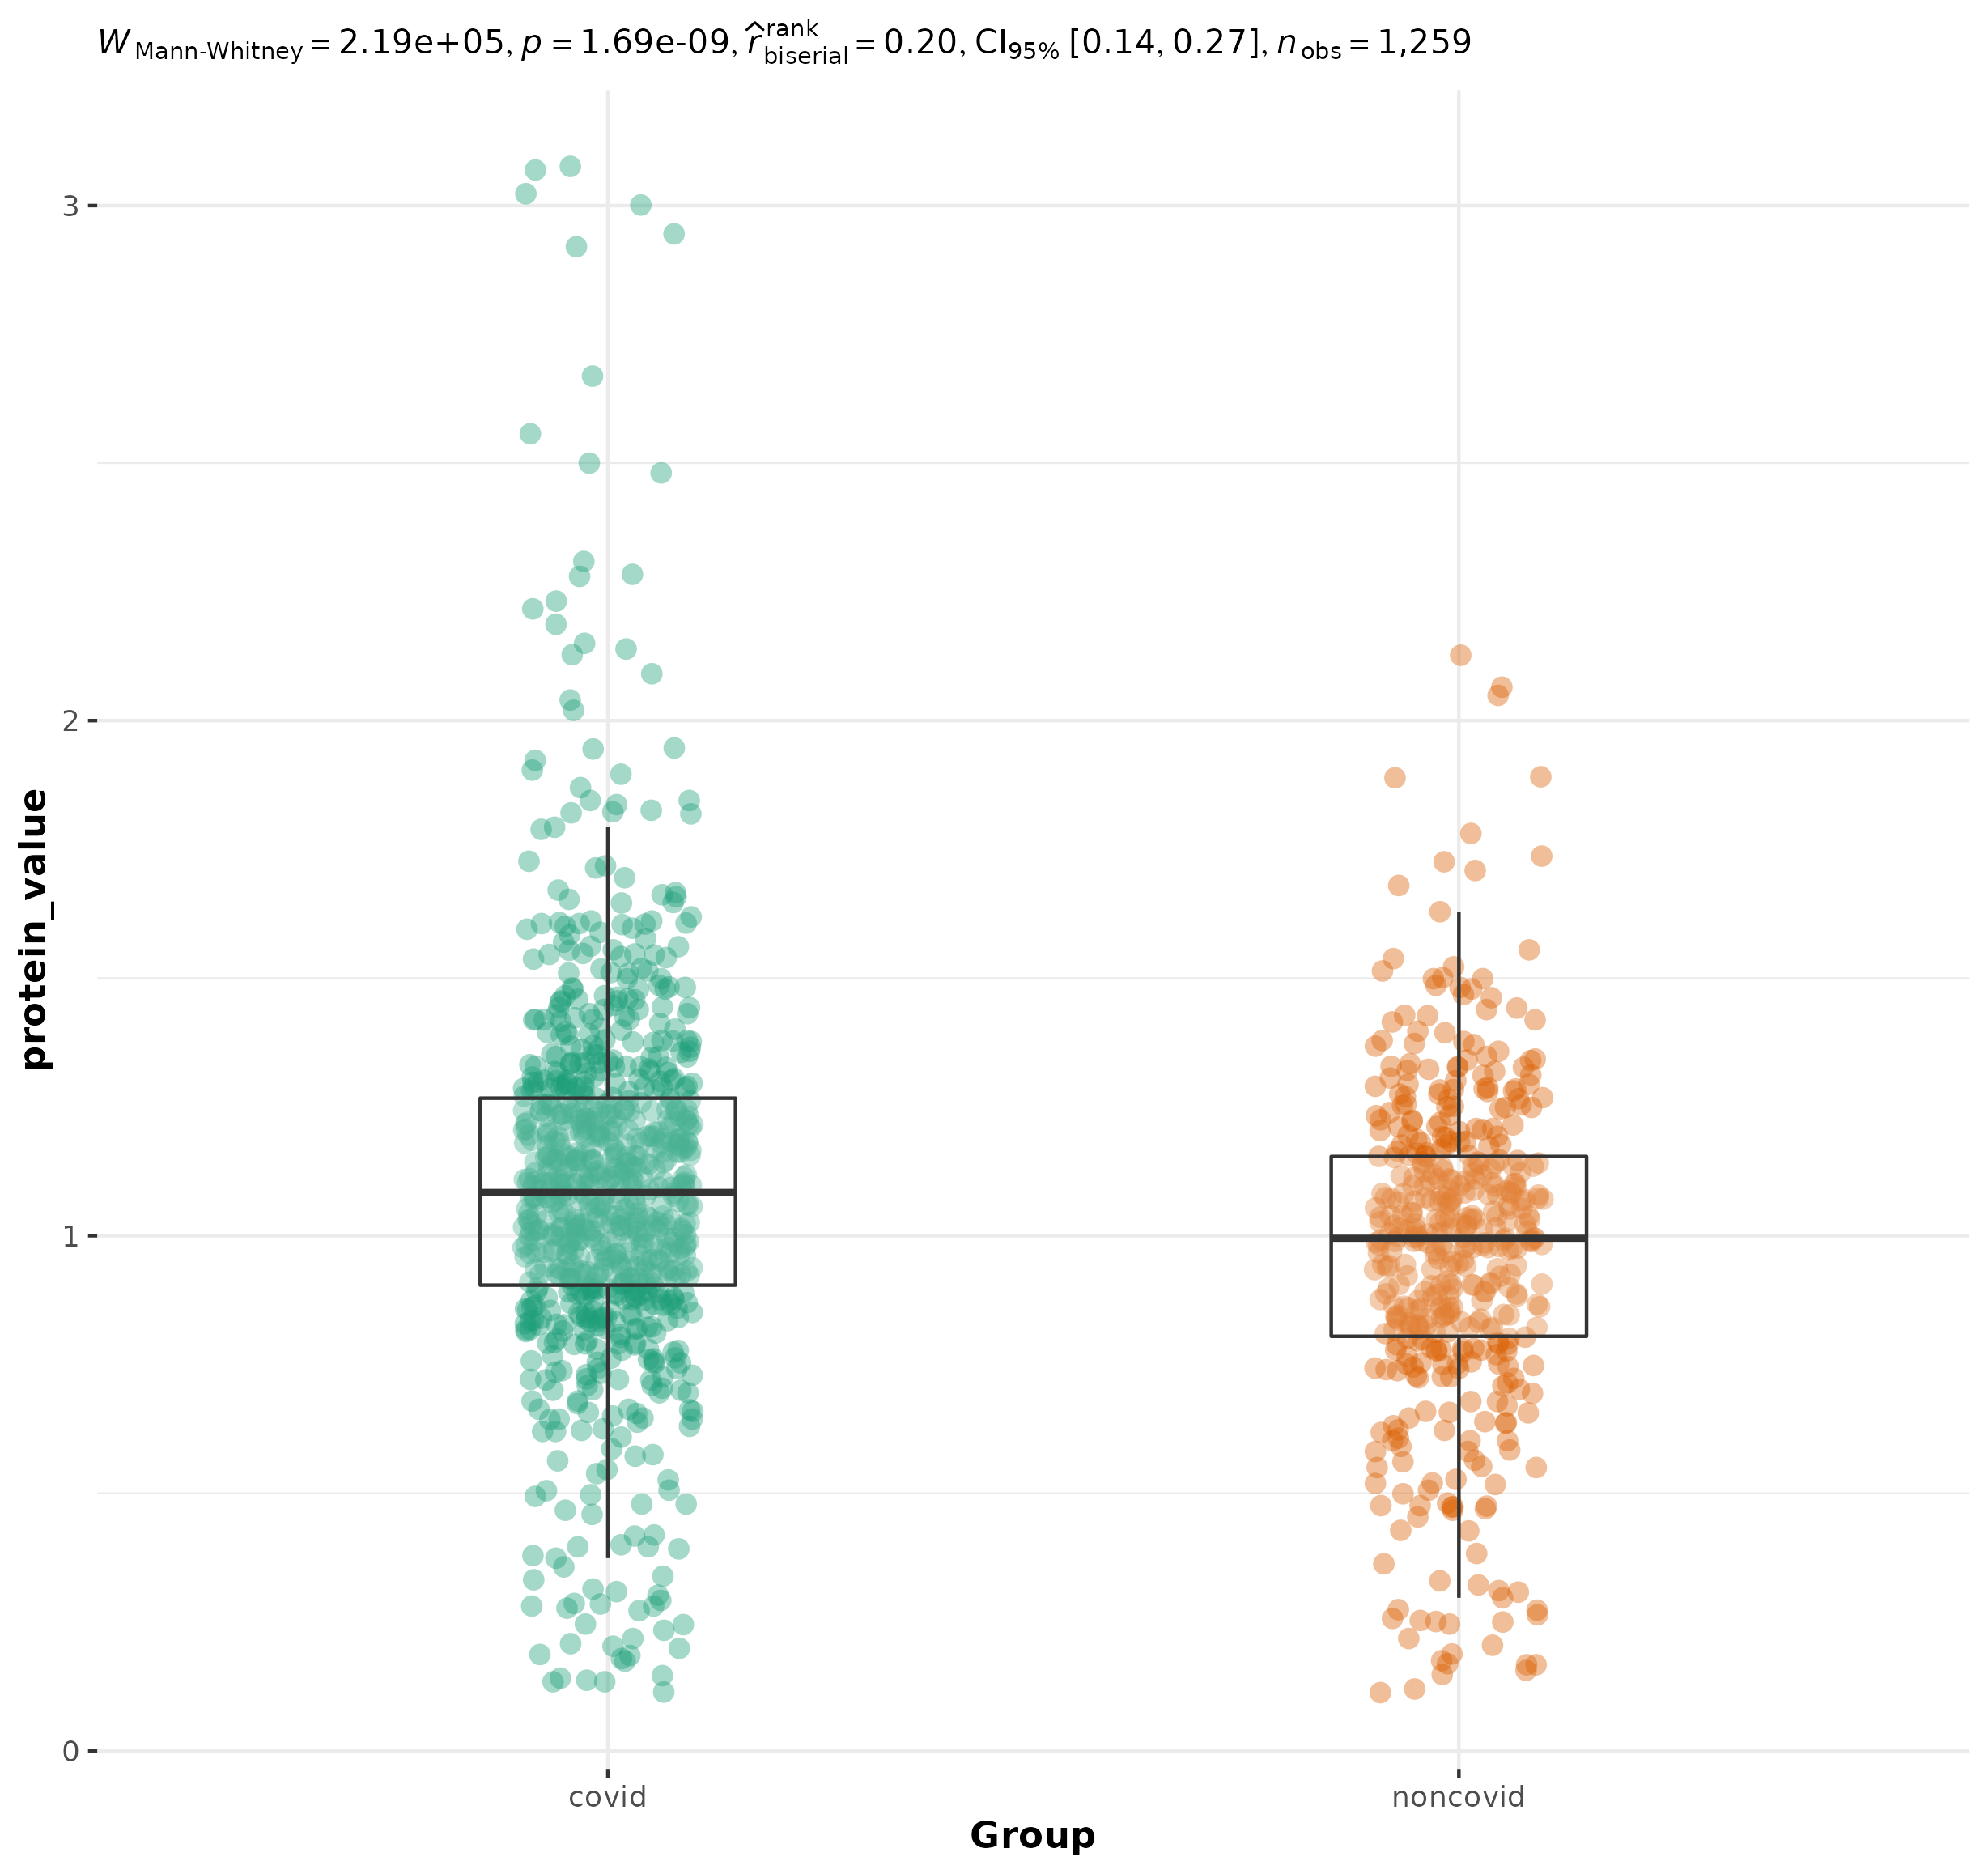 W Mann-Whitney = 2.19e+05, p = 1.69e-09, r̂ rank biserial = 0.20, CI95% [0.14, 0.27], n obs = 1,259
3
2
1
0
protein_value
covid noncovid
Group